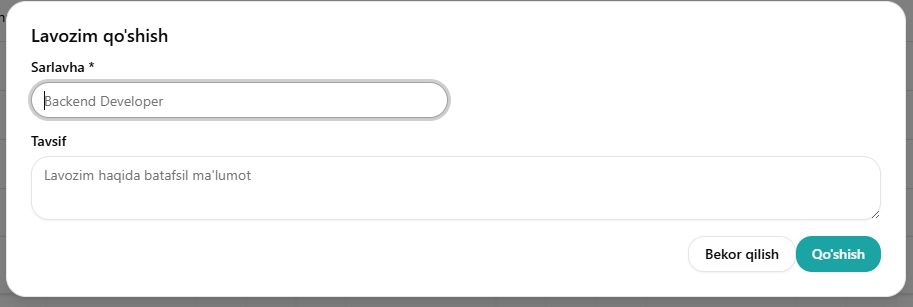 Lavozim qo'shish
Sarlavha *
Backend Developer
Tavsif
Lavozim haqida batafsil ma'lumot
Bekor qilish
Qo'shish